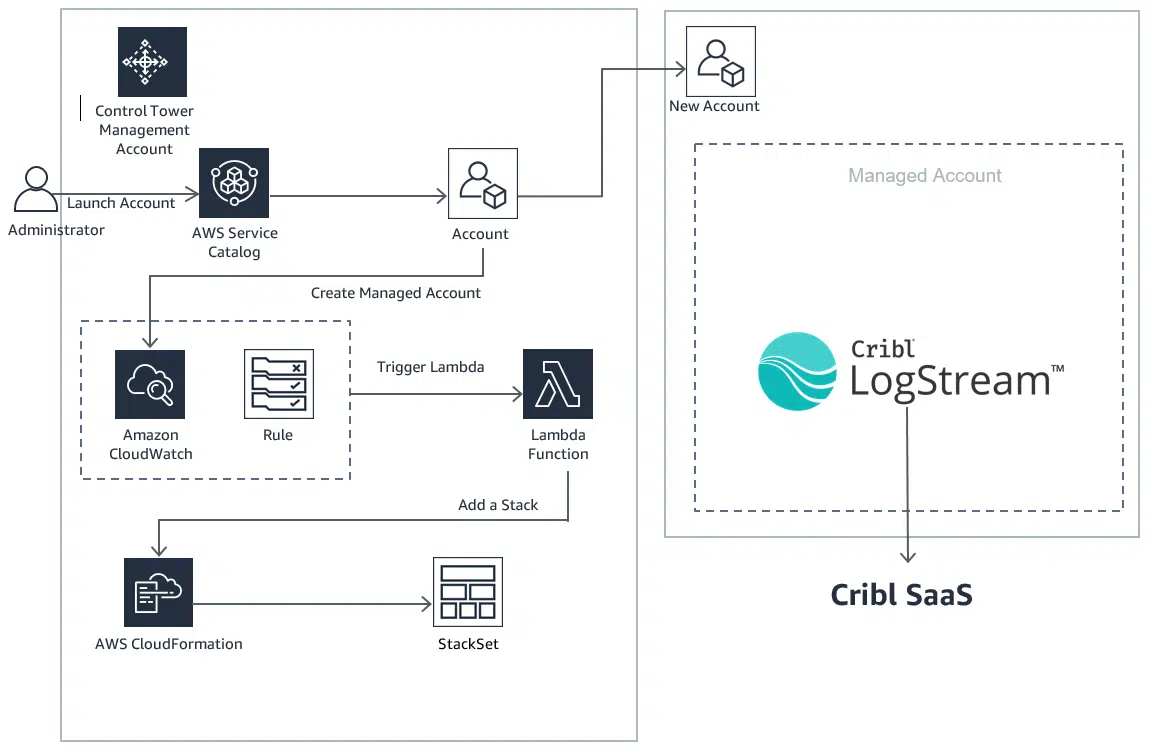 Control Tower
Management
Account
New Account
Managed Account
Launch Account
Administrator
AWS Service
Catalog
Account
Create Managed Account
Trigger Lambda
Amazon
CloudWatch
Rule
Lambda
Function
Cribl
LogStream™
Add a Stack
Cribl SaaS
AWS CloudFormation
StackSet